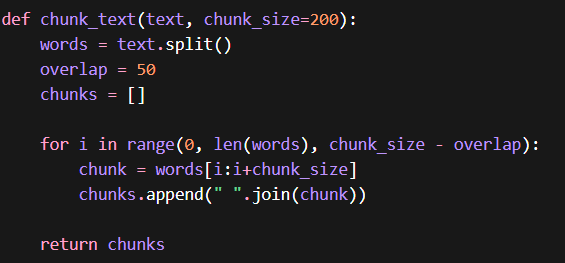 def chunk_text(text, chunk_size=200):
    words = text.split()
    overlap = 50
    chunks = []

    for i in range(0, len(words), chunk_size - overlap):
        chunk = words[i:i+chunk_size]
        chunks.append(" ".join(chunk))

    return chunks